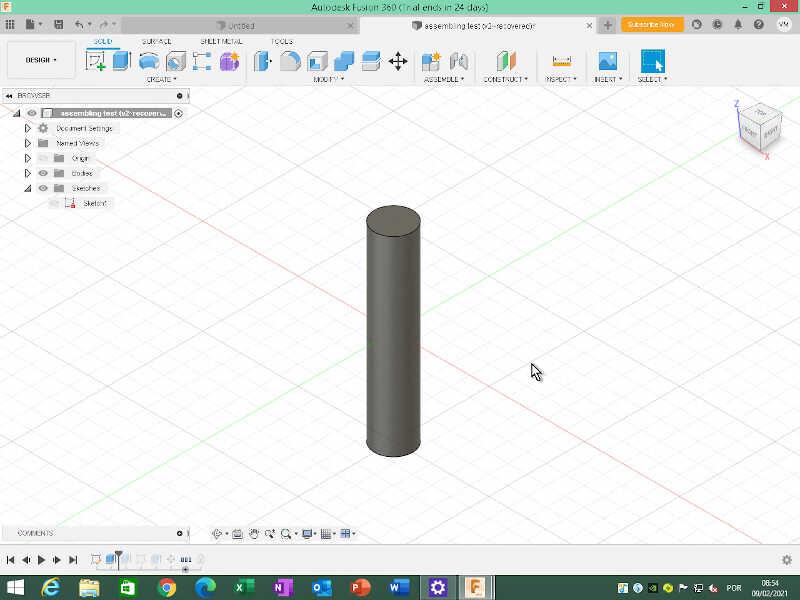 Autodesk Fusion 360 (Trial ends in 24 days)
Untitled
assembling test (v2~recovered)*
Subscribe Now
VM
DESIGN
SOLID
SURFACE
SHEET METAL
TOOLS
CREATE
MODIFY
ASSEMBLE
CONSTRUCT
INSPECT
INSERT
SELECT
BROWSER
assembling test (v2~recover...
Document Settings
Named Views
Origin
Bodies
Sketches
Sketch1
Z
TOP
FRONT
RIGHT
X
COMMENTS
POR
08:54
09/02/2021